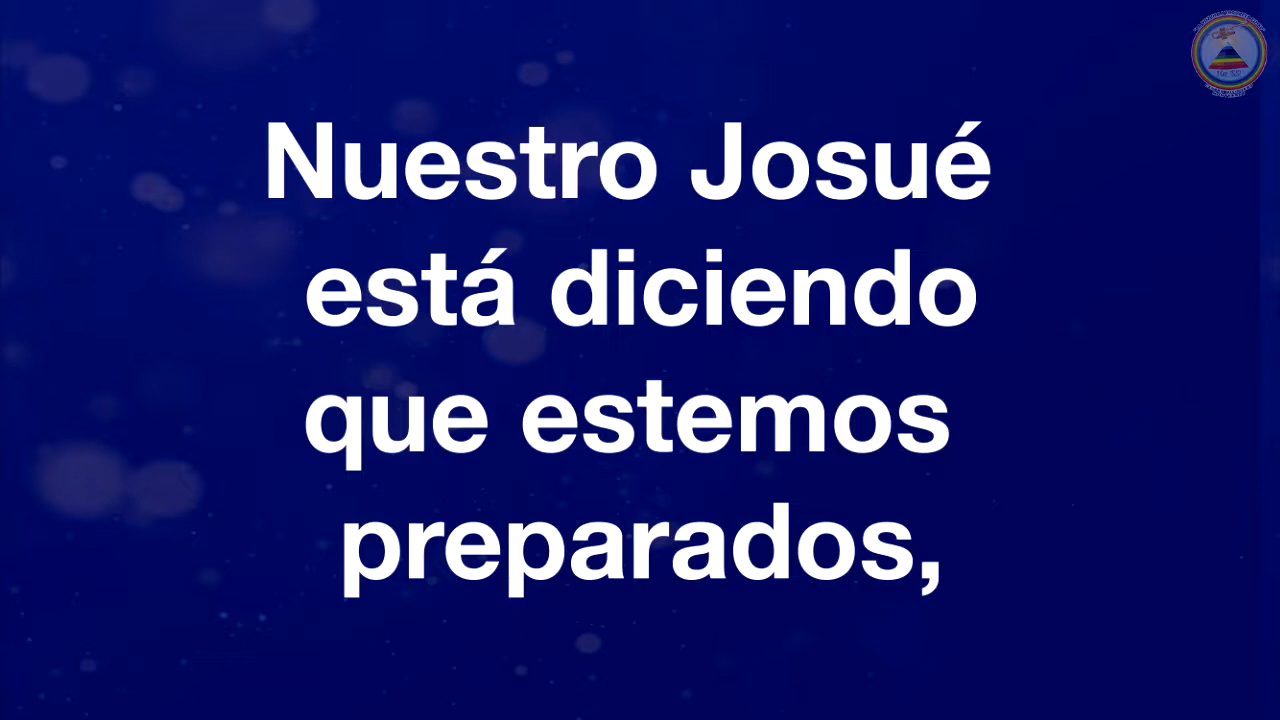 Nuestro Josué
está diciendo
que estemos
preparados,